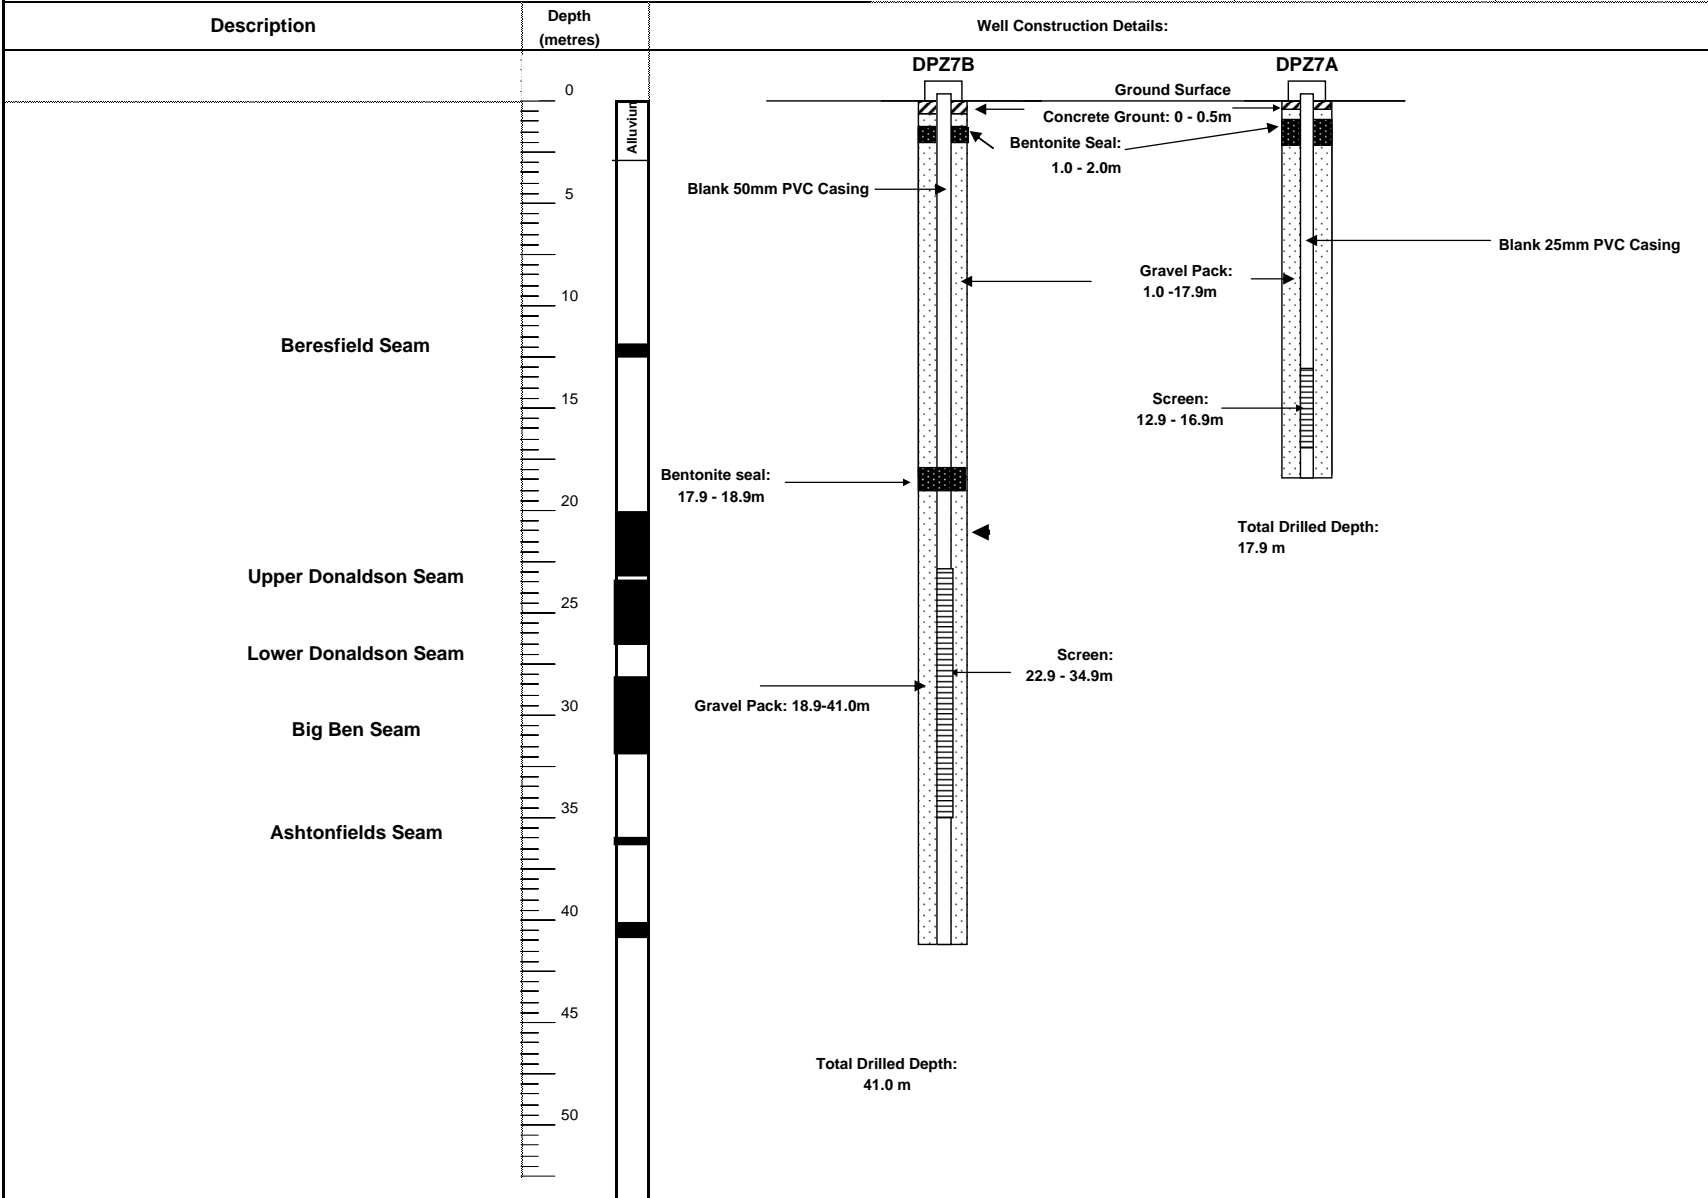 Description
Depth
(metres)
Well Construction Details:
DPZ7B
DPZ7A
0
Ground Surface
Alluviun
Concrete Grount: 0 - 0.5m
Bentonite Seal:
1.0 - 2.0m
Blank 50mm PVC Casing
5
Blank 25mm PVC Casing
Gravel Pack:
1.0 -17.9m
10
Beresfield Seam
15
Screen:
12.9 - 16.9m
Bentonite seal:
17.9 - 18.9m
20
Total Drilled Depth:
17.9 m
Upper Donaldson Seam
25
Lower Donaldson Seam
Screen:
22.9 - 34.9m
Gravel Pack: 18.9-41.0m
30
Big Ben Seam
35
Ashtonfields Seam
40
45
Total Drilled Depth:
41.0 m
50